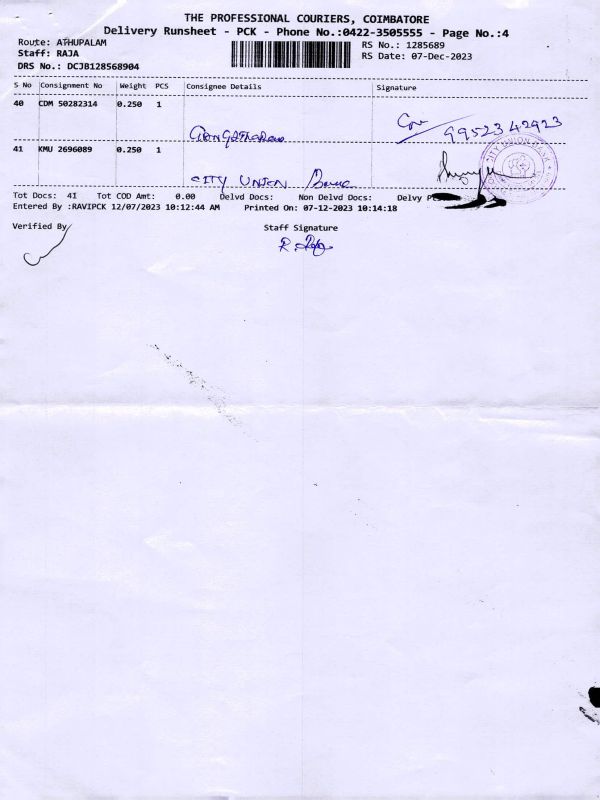 THE PROFESSIONAL COURIERS, COIMBATORE
Delivery Runsheet - PCK - Phone No.:0422-3505555 - Page No.:4
Route: ATHUPALAM
RS No.: 1285689
Staff: RAJA
RS Date: 07-Dec-2023
DRS No.: DCJB128568904
S No Consignment No Weight PCS Consignee Details Signature
40 CDM 50282314 0.250 1
9952342923
41 KMU 2696089 0.250 1
CITY UNION
Tot Docs: 41 Tot COD Amt: 0.00 Delvd Docs: Non Delvd Docs: Delvy
Entered By :RAVIPCK 12/07/2023 10:12:44 AM Printed On: 07-12-2023 10:14:18
Verified By
Staff Signature